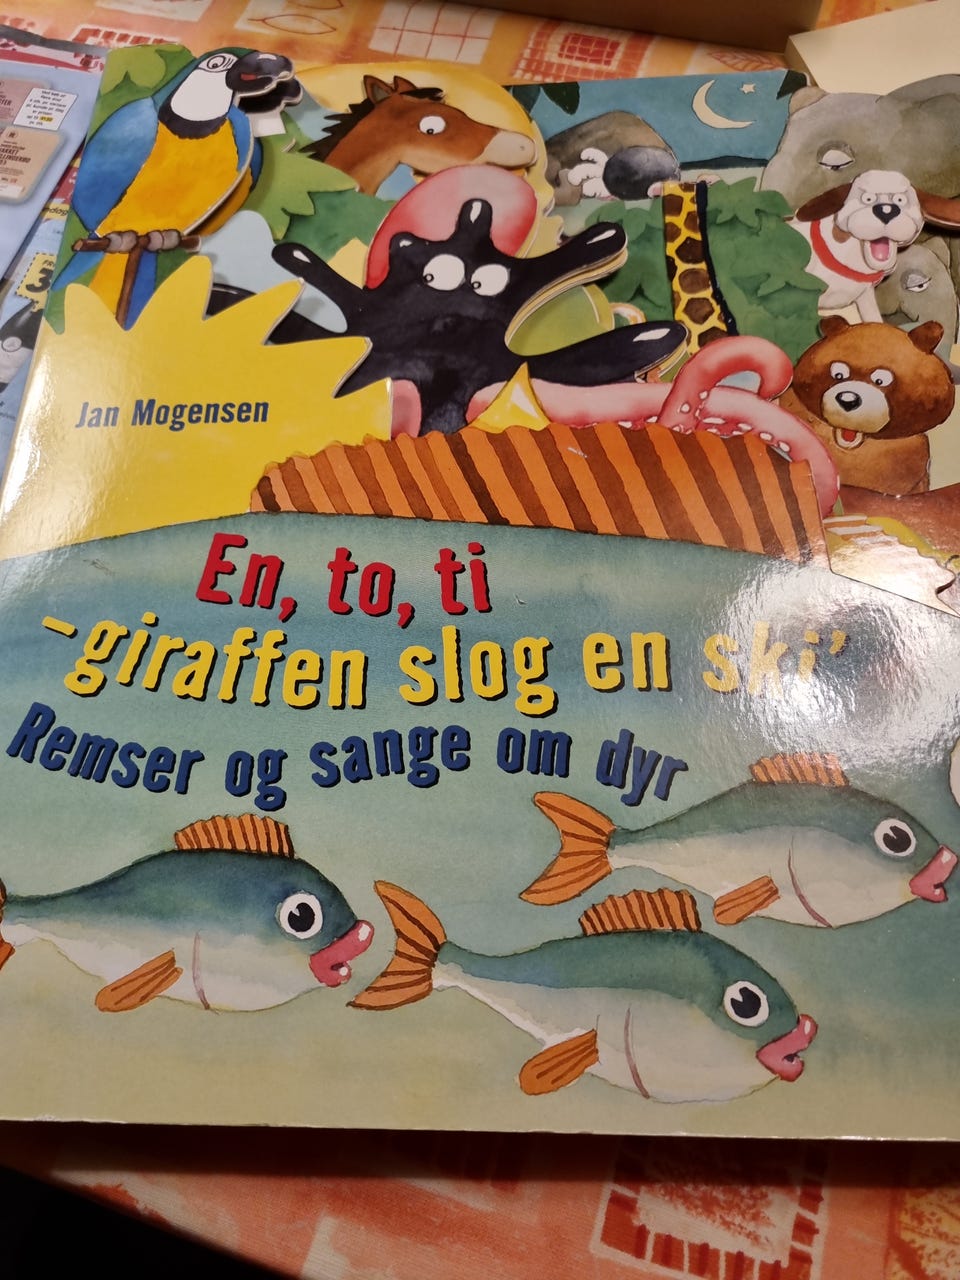 Jan Mogensen
En, to, ti
-giraffen slog en ski'
Remser og sange om dyr